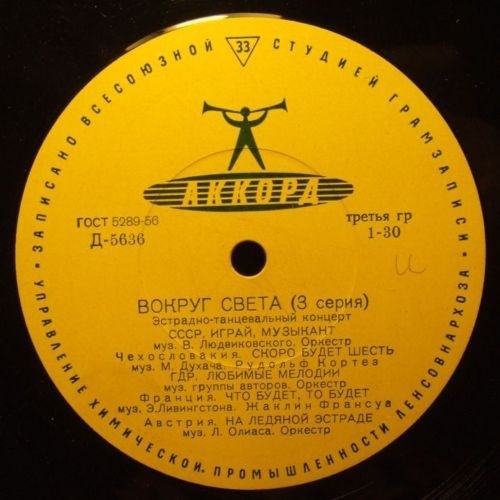 ЗАПИСАНО ВСЕСОЮЗНОЙ 33 СТУДИЕЙ ГРАМЗАПИСИ
АККОРД
ГОСТ 5289-56
Д-5636
третья гр
1-30
ВОКРУГ СВЕТА (3 серия)
Эстрадно-танцевальный концерт
СССР, ИГРАЙ, МУЗЫКАНТ
муз. В. Людвиковского. Оркестр
Чехословакия. СКОРО БУДЕТ ШЕСТЬ
муз. М. Духача. Рудольф Кортез
ГДР, ЛЮБИМЫЕ МЕЛОДИИ
муз. группы авторов. Оркестр
Франция. ЧТО БУДЕТ, ТО БУДЕТ
муз. Э.Ливингстона. Жаклин Франсуа
Австрия. НА ЛЕДЯНОЙ ЭСТРАДЕ
муз. Л. Олиаса. Оркестр
УПРАВЛЕНИЕ ХИМИЧЕСКОЙ ПРОМЫШЛЕННОСТИ ЛЕНСОВНАРХОЗА